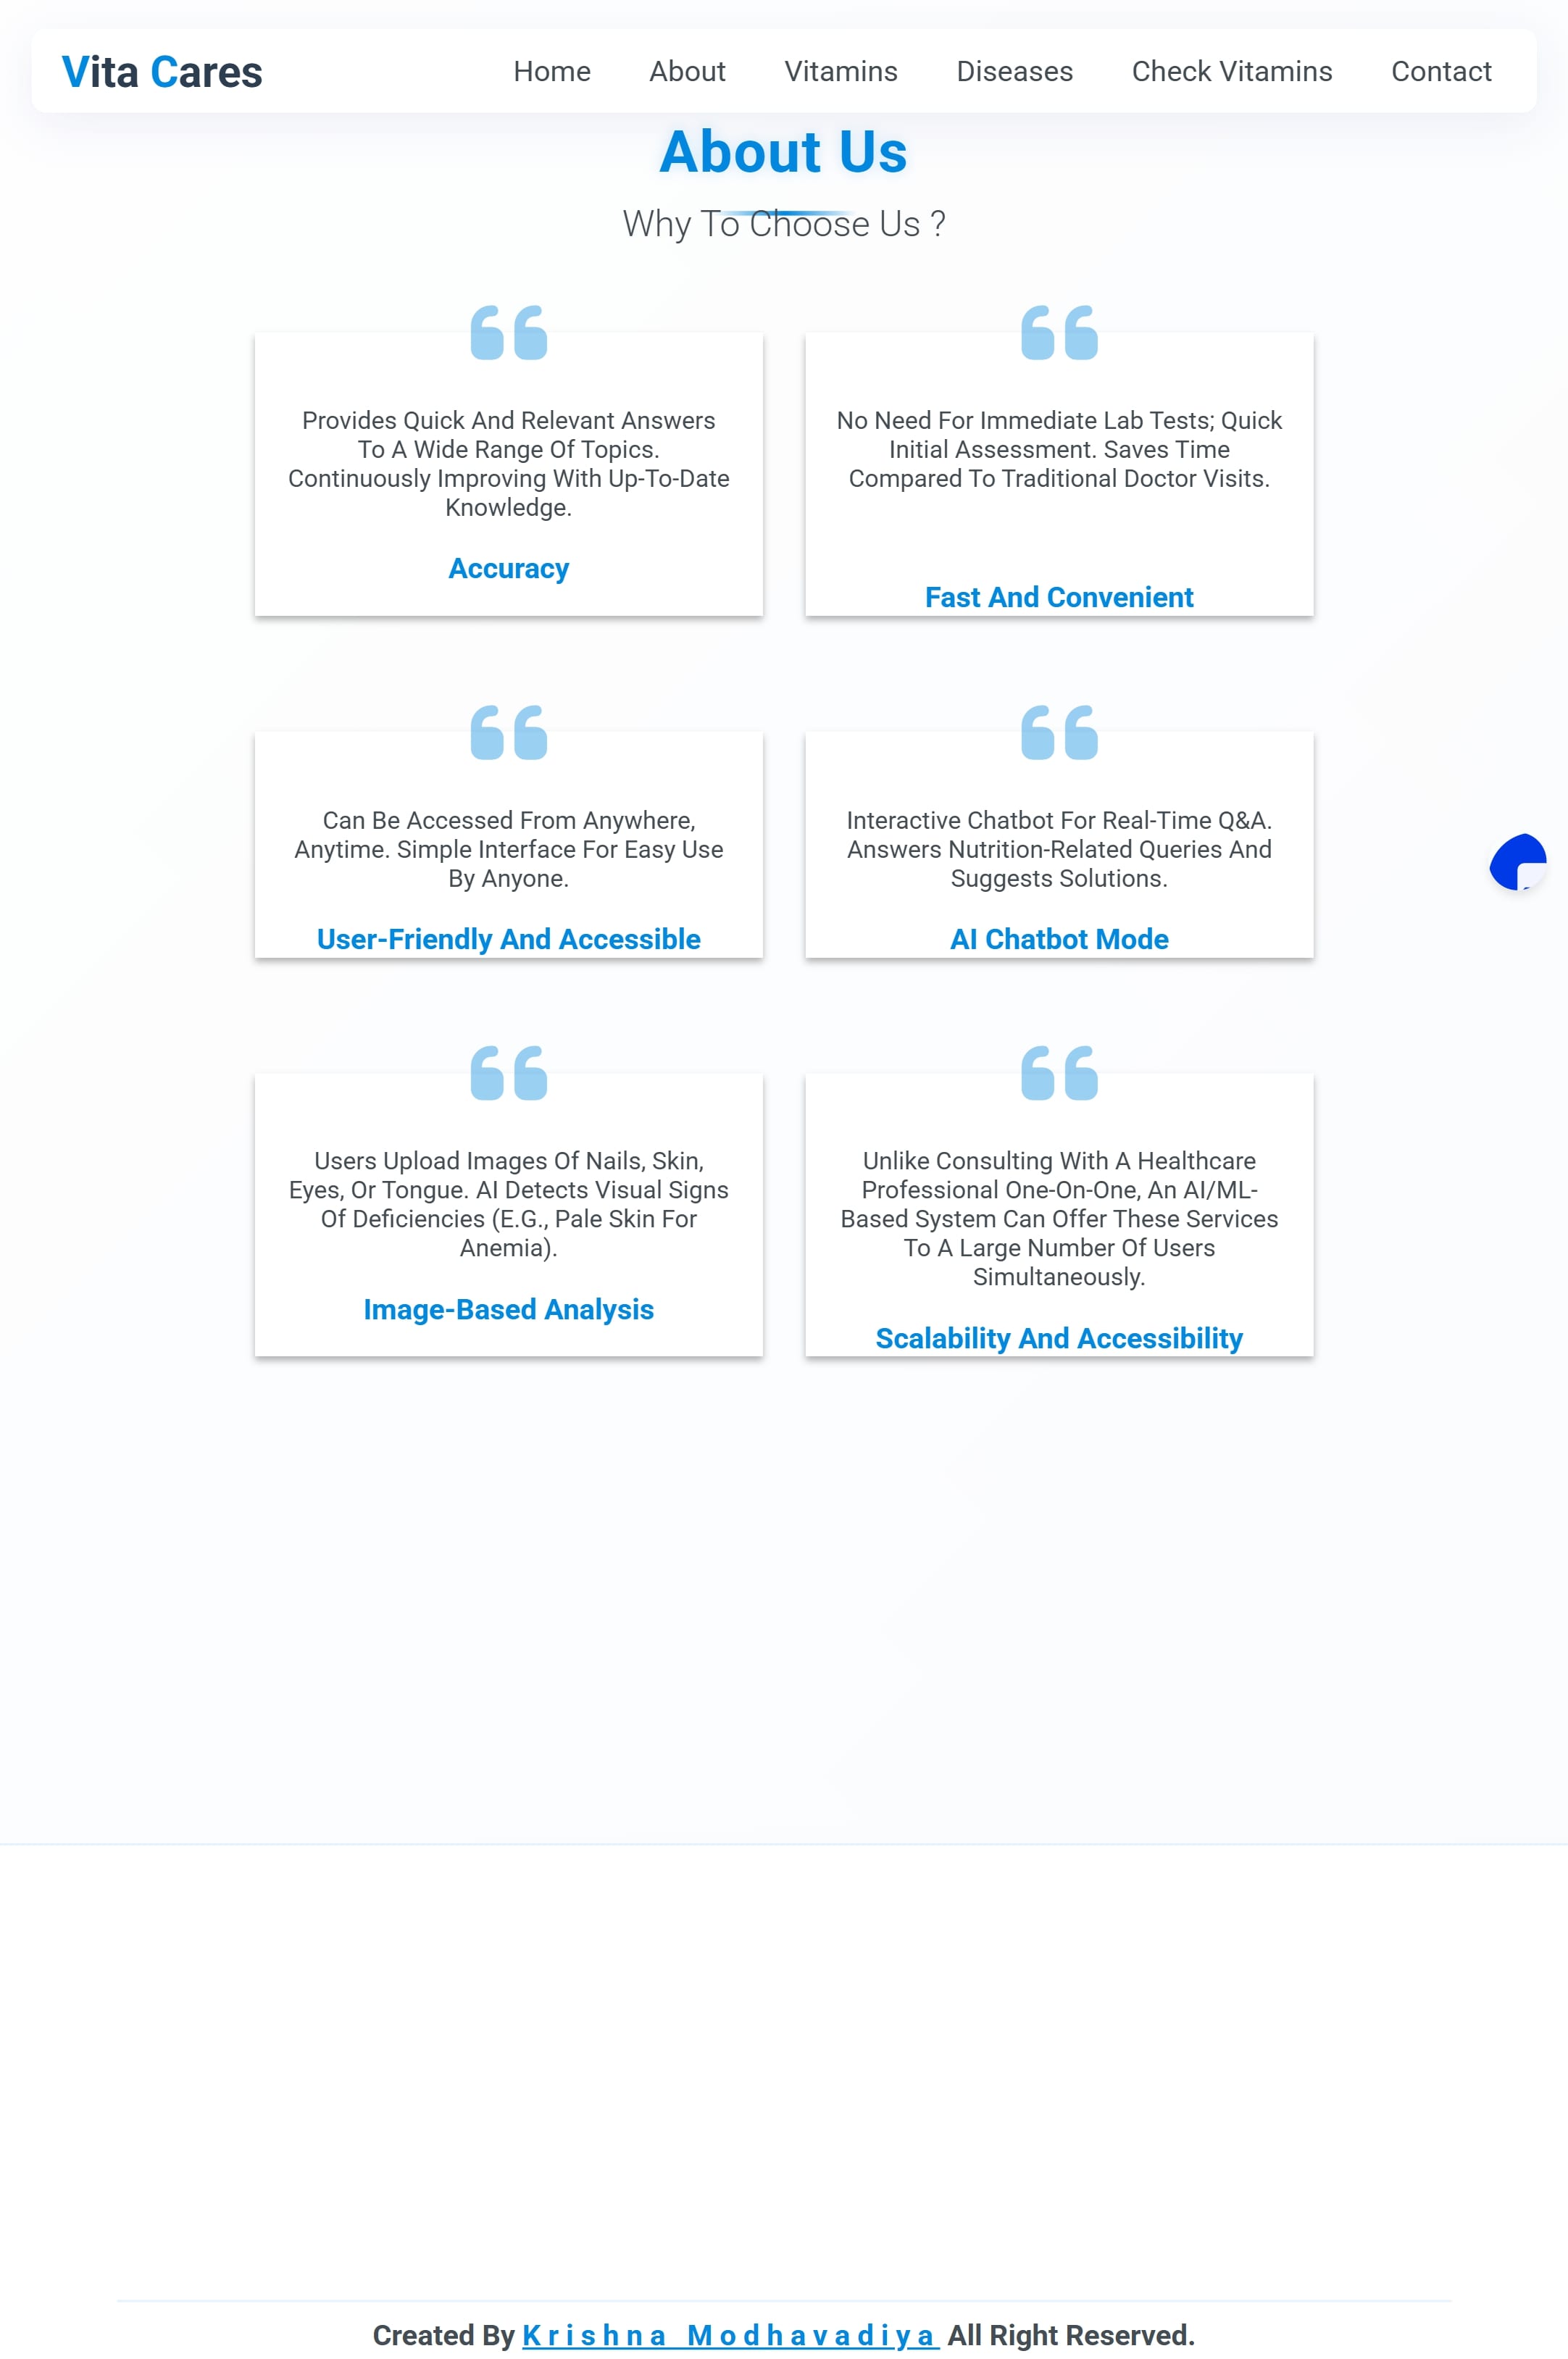 Vita Cares
Home About Vitamins Diseases Check Vitamins Contact
About Us
Why To Choose Us ?
Provides Quick And Relevant Answers
To A Wide Range Of Topics.
Continuously Improving With Up-To-Date
Knowledge.
Accuracy
No Need For Immediate Lab Tests; Quick
Initial Assessment. Saves Time
Compared To Traditional Doctor Visits.
Fast And Convenient
Can Be Accessed From Anywhere,
Anytime. Simple Interface For Easy Use
By Anyone.
User-Friendly And Accessible
Interactive Chatbot For Real-Time Q&A.
Answers Nutrition-Related Queries And
Suggests Solutions.
AI Chatbot Mode
Users Upload Images Of Nails, Skin,
Eyes, Or Tongue. AI Detects Visual Signs
Of Deficiencies (E.G., Pale Skin For
Anemia).
Image-Based Analysis
Unlike Consulting With A Healthcare
Professional One-On-One, An AI/ML-
Based System Can Offer These Services
To A Large Number Of Users
Simultaneously.
Scalability And Accessibility
Created By Krishna Modhavadiya All Right Reserved.